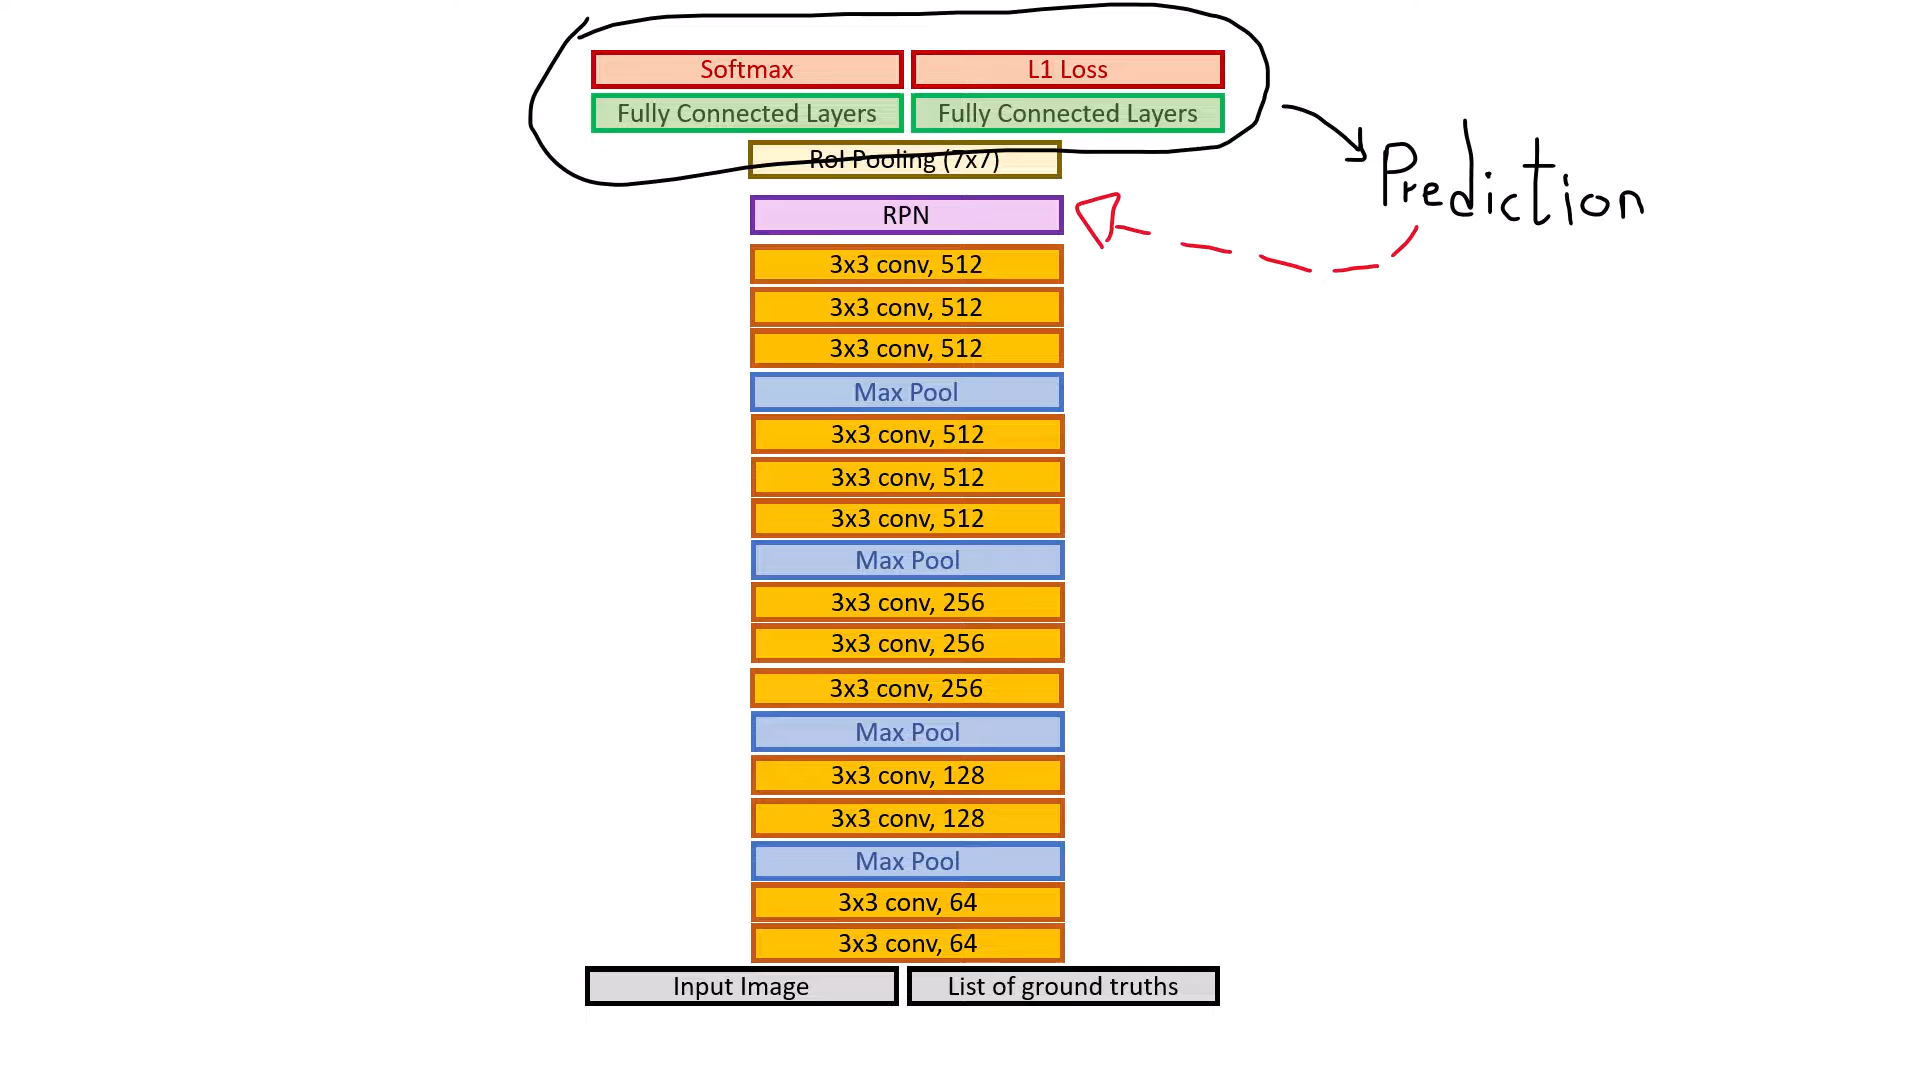 Softmax L1 Loss
Fully Connected Layers Fully Connected Layers
RoI Pooling (7x7)
Prediction
RPN
3x3 conv, 512
3x3 conv, 512
3x3 conv, 512
Max Pool
3x3 conv, 512
3x3 conv, 512
3x3 conv, 512
Max Pool
3x3 conv, 256
3x3 conv, 256
3x3 conv, 256
Max Pool
3x3 conv, 128
3x3 conv, 128
Max Pool
3x3 conv, 64
3x3 conv, 64
Input Image List of ground truths